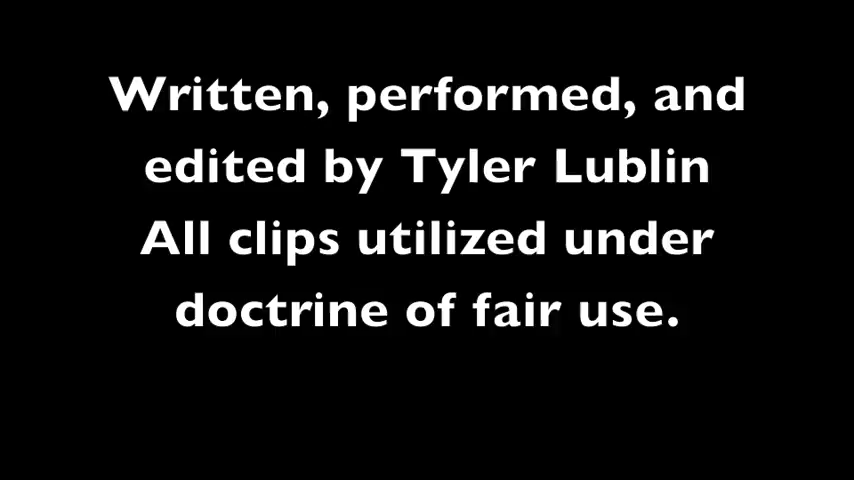 Written, performed, and
edited by Tyler Lublin
All clips utilized under
doctrine of fair use.